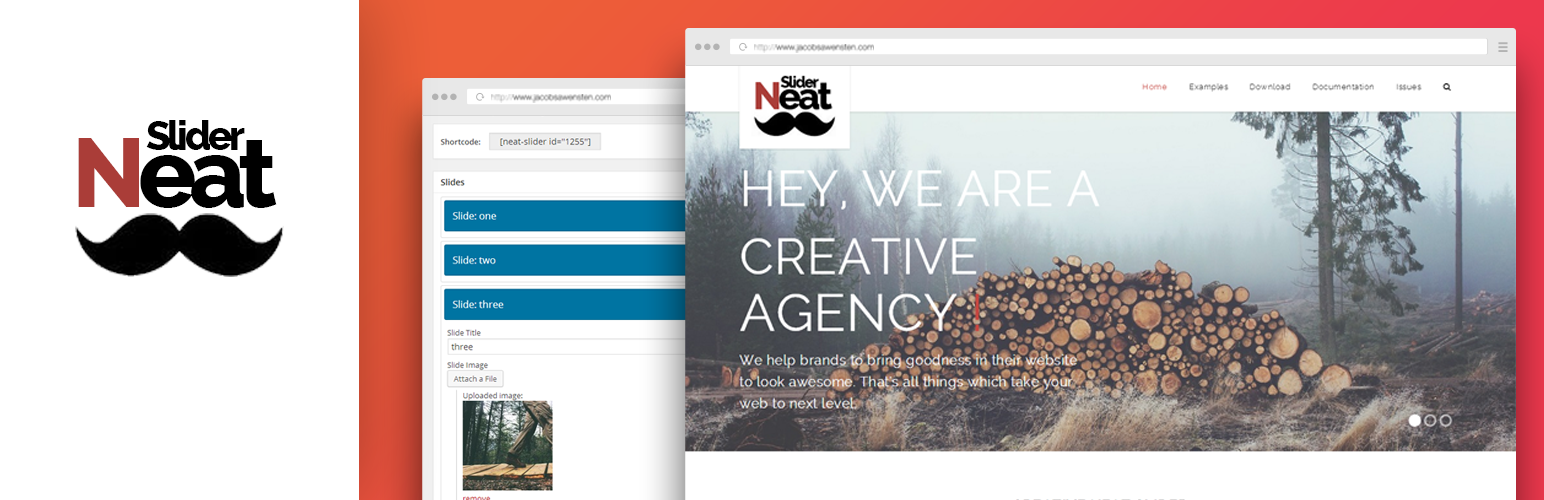 Slider
Neat
http://www.jacobsawensten.com
Shortcode:
[neat-slider id="1255"]
Slides
Slide: one
Slide: two
Slide: three
Slide Title
three
Slide Image
Attach a File
Uploaded image:
remove
http://www.jacobsawensten.com
Slider
Neat
Home Examples Download Documentation Issues
HEY, WE ARE A
CREATIVE
AGENCY
We help brands to bring goodness in their website
to look awesome. That's all things which take your
web to next level.